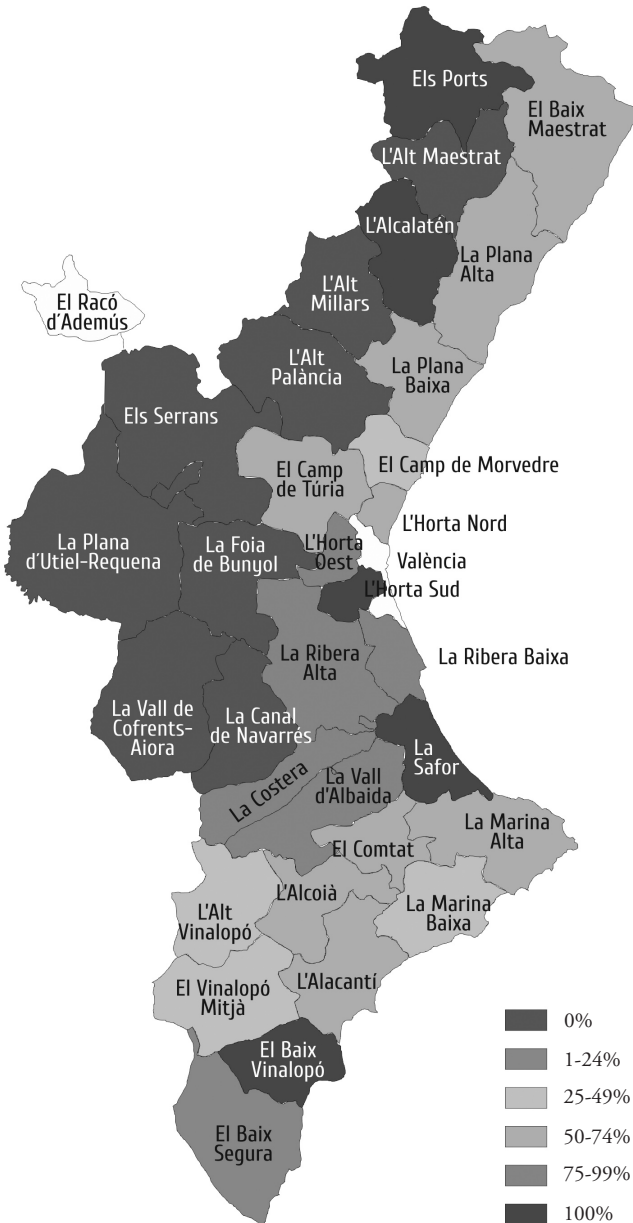 Els Ports
El Baix
Maestrat
L'Alt Maestrat
L'Alcalatén
La Plana
Alta
L'Alt
Millars
El Racó
d'Ademús
L'Alt
Palància
La Plana
Baixa
Els Serrans
El Camp de Morvedre
El Camp
de Túria
L'Horta Nord
La Plana
d'Utiel-Requena
La Foia
de Bunyol
L'Horta
Oest
València
L'Horta Sud
La Ribera
Alta
La Ribera Baixa
La Vall de
Cofrents-
Aiora
La Canal
de Navarrés
La
Safor
La Costera
La Vall
d'Albaida
La Marina
Alta
El Comtat
L'Alcoià
La Marina
Baixa
L'Alt
Vinalopó
El Vinalopó
Mitjà
L'Alacantí
El Baix
Vinalopó
El Baix
Segura
0%
1-24%
25-49%
50-74%
75-99%
100%